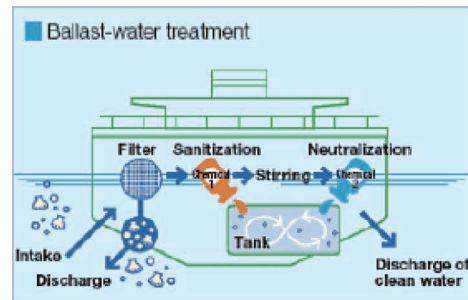 Ballast-water treatment
Filter Sanitization Neutralization
Chemical 1 Stirring Chemical 2
Tank
Intake
Discharge
Discharge of
clean water